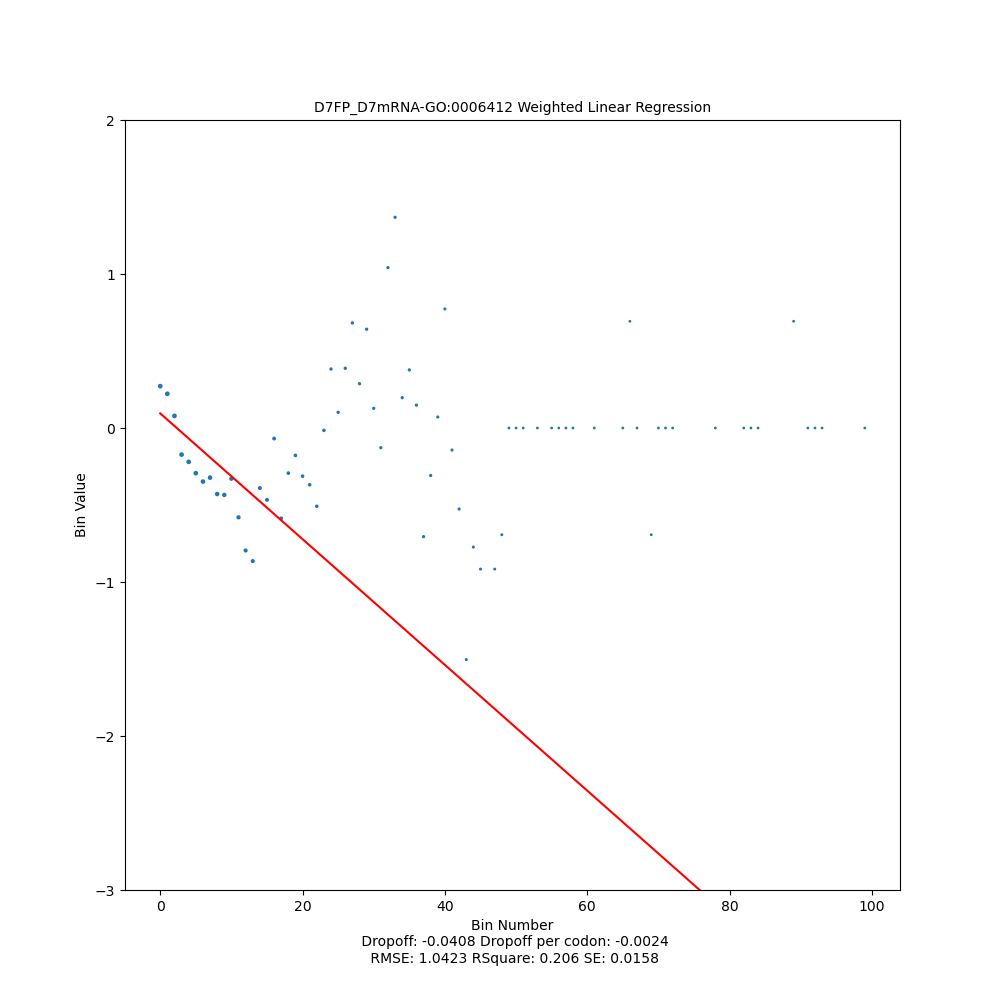 D7FP_D7mRNA-GO:0006412 Weighted Linear Regression
2
1
0
−1
−2
−3
Bin Value
0 20 40 60 80 100
Bin Number
Dropoff: -0.0408 Dropoff per codon: -0.0024
RMSE: 1.0423 RSquare: 0.206 SE: 0.0158